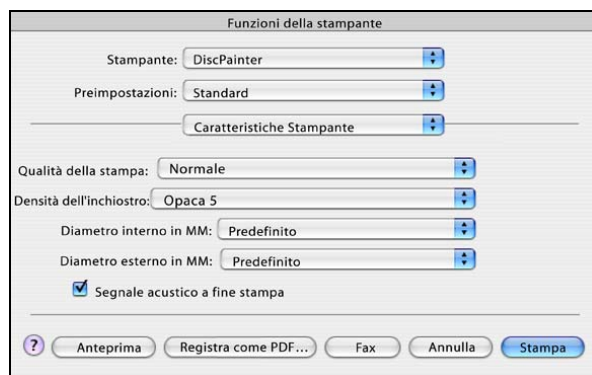 Funzioni della stampante
Stampante: DiscPainter
Preimpostazioni: Standard
Caratteristiche Stampante
Qualità della stampa: Normale
Densità dell'inchiostro: Opaca 5
Diametro interno in MM: Predefinito
Diametro esterno in MM: Predefinito
Segnale acustico a fine stampa
? Anteprima Registra come PDF... Fax Annulla Stampa